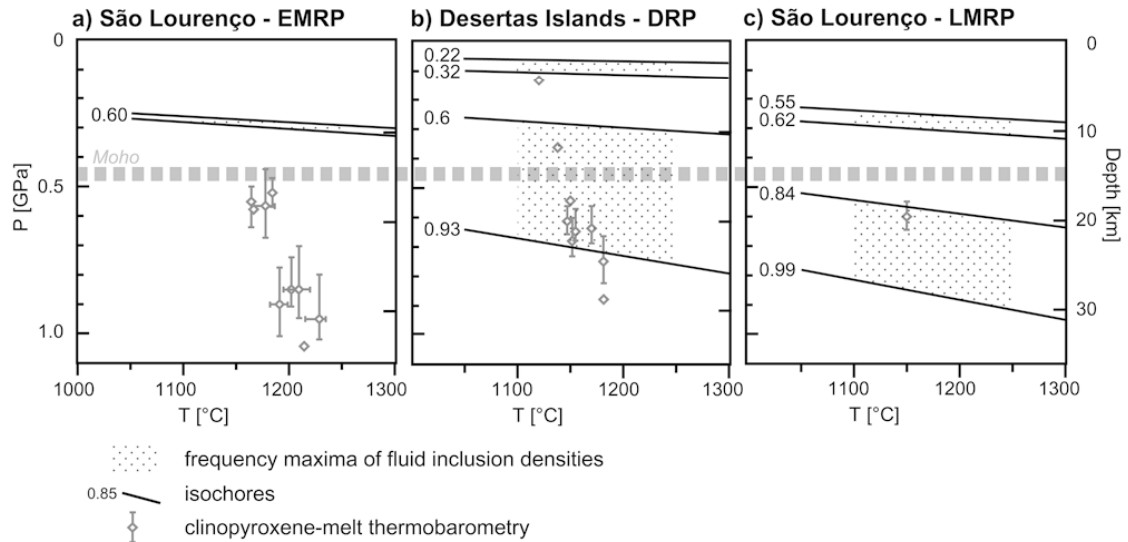 a) São Lourenço - EMRP
b) Desertas Islands - DRP
c) São Lourenço - LMRP
0
0.5
1.0
P [GPa]
0.60
Moho
1000
1100
1200
1300
T [°C]
0.22
0.32
0.6
0.93
1100
1200
1300
T [°C]
0.55
0.62
0.84
0.99
1100
1200
1300
T [°C]
0
10
20
30
Depth [km]
frequency maxima of fluid inclusion densities
0.85 isochores
clinopyroxene-melt thermobarometry